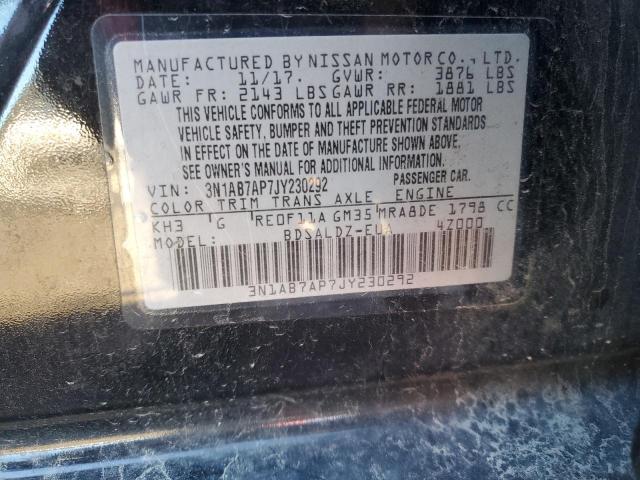 MANUFACTURED BY NISSAN MOTOR CO., LTD.
DATE: 11/17. GVWR: 3876 LBS
GAWR FR: 2143 LBS GAWR RR: 1881 LBS
THIS VEHICLE CONFORMS TO ALL APPLICABLE FEDERAL MOTOR
VEHICLE SAFETY, BUMPER AND THEFT PREVENTION STANDARDS
IN EFFECT ON THE DATE OF MANUFACTURE SHOWN ABOVE.
SEE OWNER'S MANUAL FOR ADDITIONAL INFORMATION.
VIN: 3N1AB7AP7JY230292 PASSENGER CAR.
COLOR TRIM TRANS AXLE ENGINE
KH3 G RE0F11A GM35 MRA8DE 1798 CC
MODEL: BDSALDZ-EUA 4Z000
3N1AB7AP7JY230292